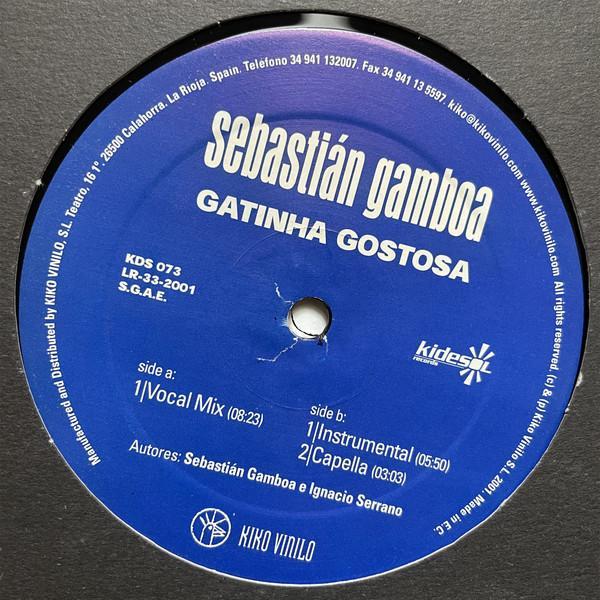 Manufactured and Distributed by KIKO VINILO, S.L. Teatro, 16 1º. 26500 Calahorra. La Rioja. Spain. Teléfono 34 941 132007. Fax 34 941 13 5597. kiko@kikovinilo.com www.kikovinilo.com All rights reserved. (c) & (p) Kiko Vinilo S.L. 2001. Made in E.C.
Sebastián gamboa
GATINHA GOSTOSA
KDS 073
LR-33-2001
S.G.A.E.
kidesol
records
side a:
1|Vocal Mix (08:23)
side b:
1|Instrumental (05:50)
2|Capella (03:03)
Autores: Sebastián Gamboa e Ignacio Serrano
KIKO VINILO